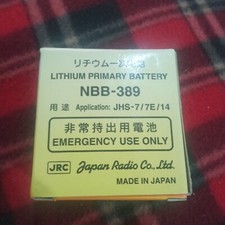 リチウム一次電池
LITHIUM PRIMARY BATTERY
NBB-389
用途 Application: JHS-7/7E/14
非常持出用電池
EMERGENCY USE ONLY
JRC Japan Radio Co., Ltd.
MADE IN JAPAN